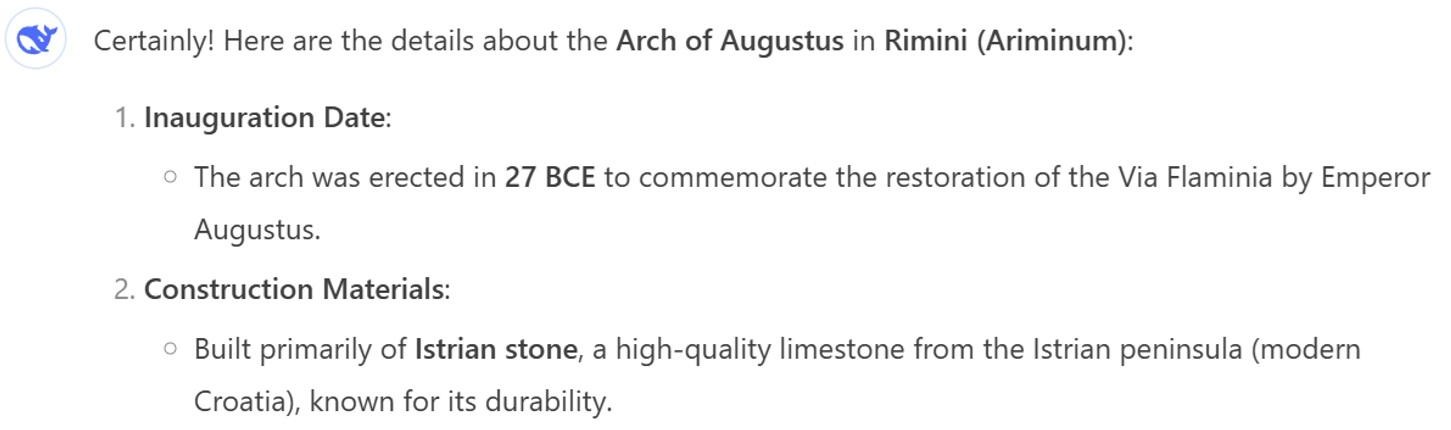 Certainly! Here are the details about the Arch of Augustus in Rimini (Ariminum):
1. Inauguration Date:
○ The arch was erected in 27 BCE to commemorate the restoration of the Via Flaminia by Emperor
Augustus.
2. Construction Materials:
○ Built primarily of Istrian stone, a high-quality limestone from the Istrian peninsula (modern
Croatia), known for its durability.